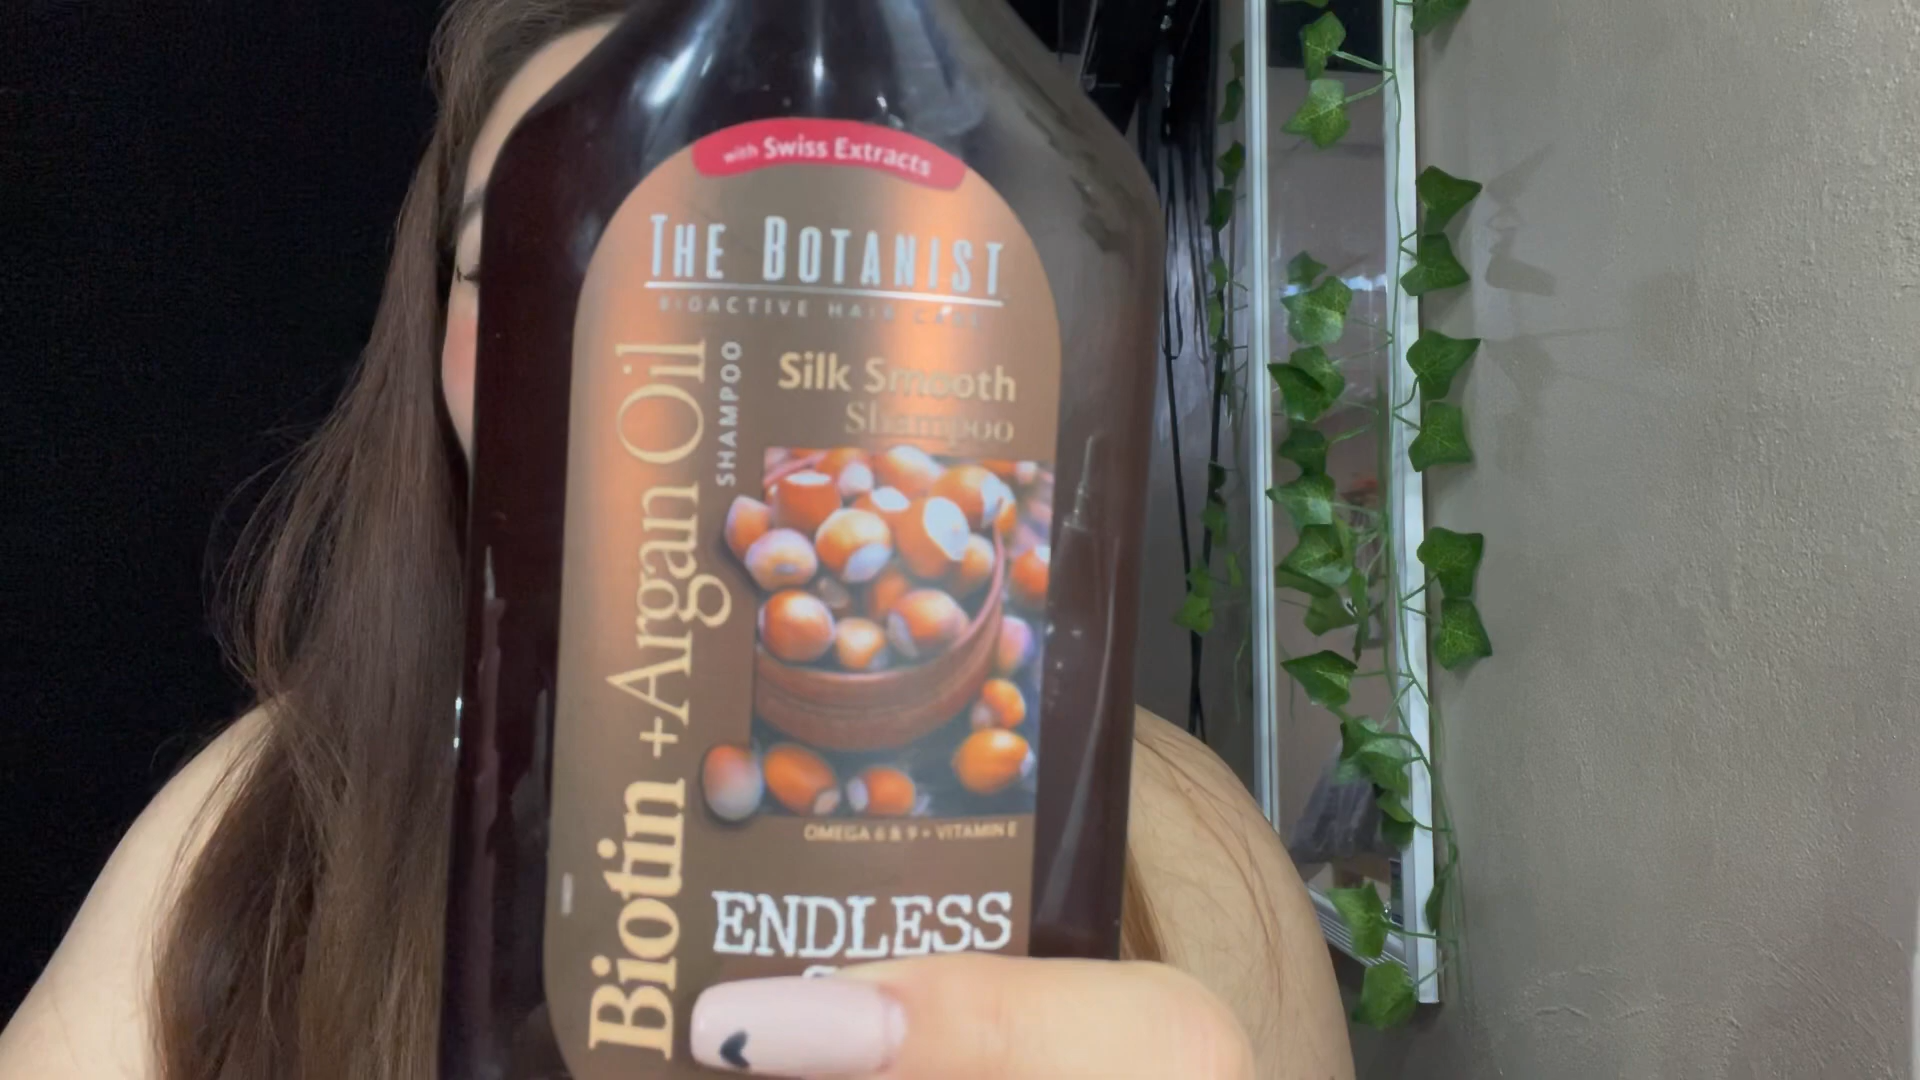 with Swiss Extracts
THE BOTANIST
BIOACTIVE HAIR CARE
Biotin + Argan Oil
SHAMPOO
Silk Smooth
Shampoo
OMEGA 6 & 9 • VITAMIN E
ENDLESS